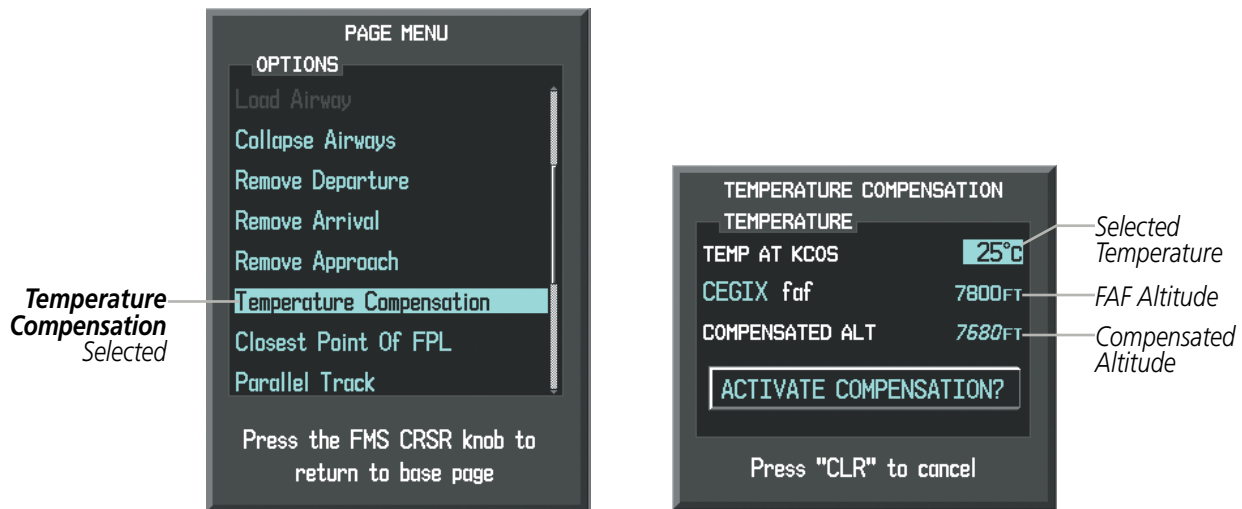 PAGE MENU
OPTIONS
Load Airway
Collapse Airways
Remove Departure
Remove Arrival
Remove Approach
Temperature Compensation
Closest Point Of FPL
Parallel Track
Press the FMS CRSR knob to
return to base page
Temperature
Compensation
Selected
TEMPERATURE COMPENSATION
TEMPERATURE
TEMP AT KCOS 25°C
CEGIX faf 7800FT
COMPENSATED ALT 7680FT
ACTIVATE COMPENSATION?
Press "CLR" to cancel
Selected
Temperature
FAF Altitude
Compensated
Altitude